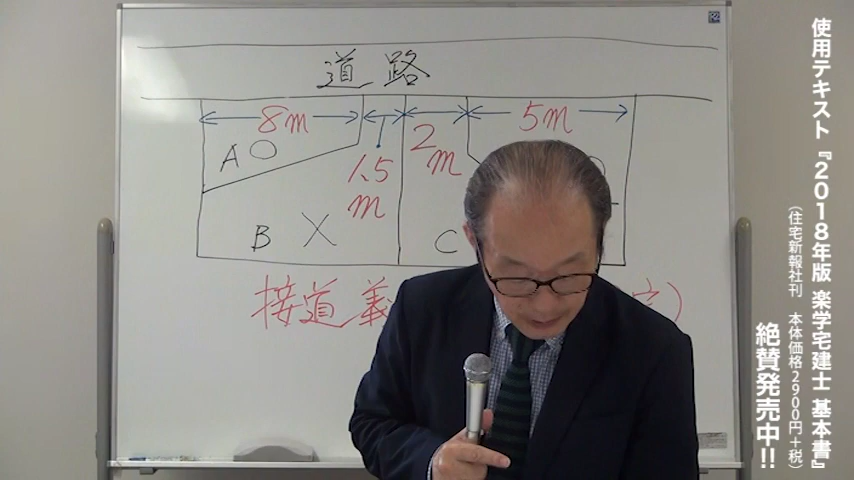 道路
8m
1.5
m
2
m
5m
A○
B ×
C
接道義
)
使用テキスト『2018年版 楽学宅建士 基本書』
(住宅新報社刊 本体価格2900円+税)
絶賛発売中!!